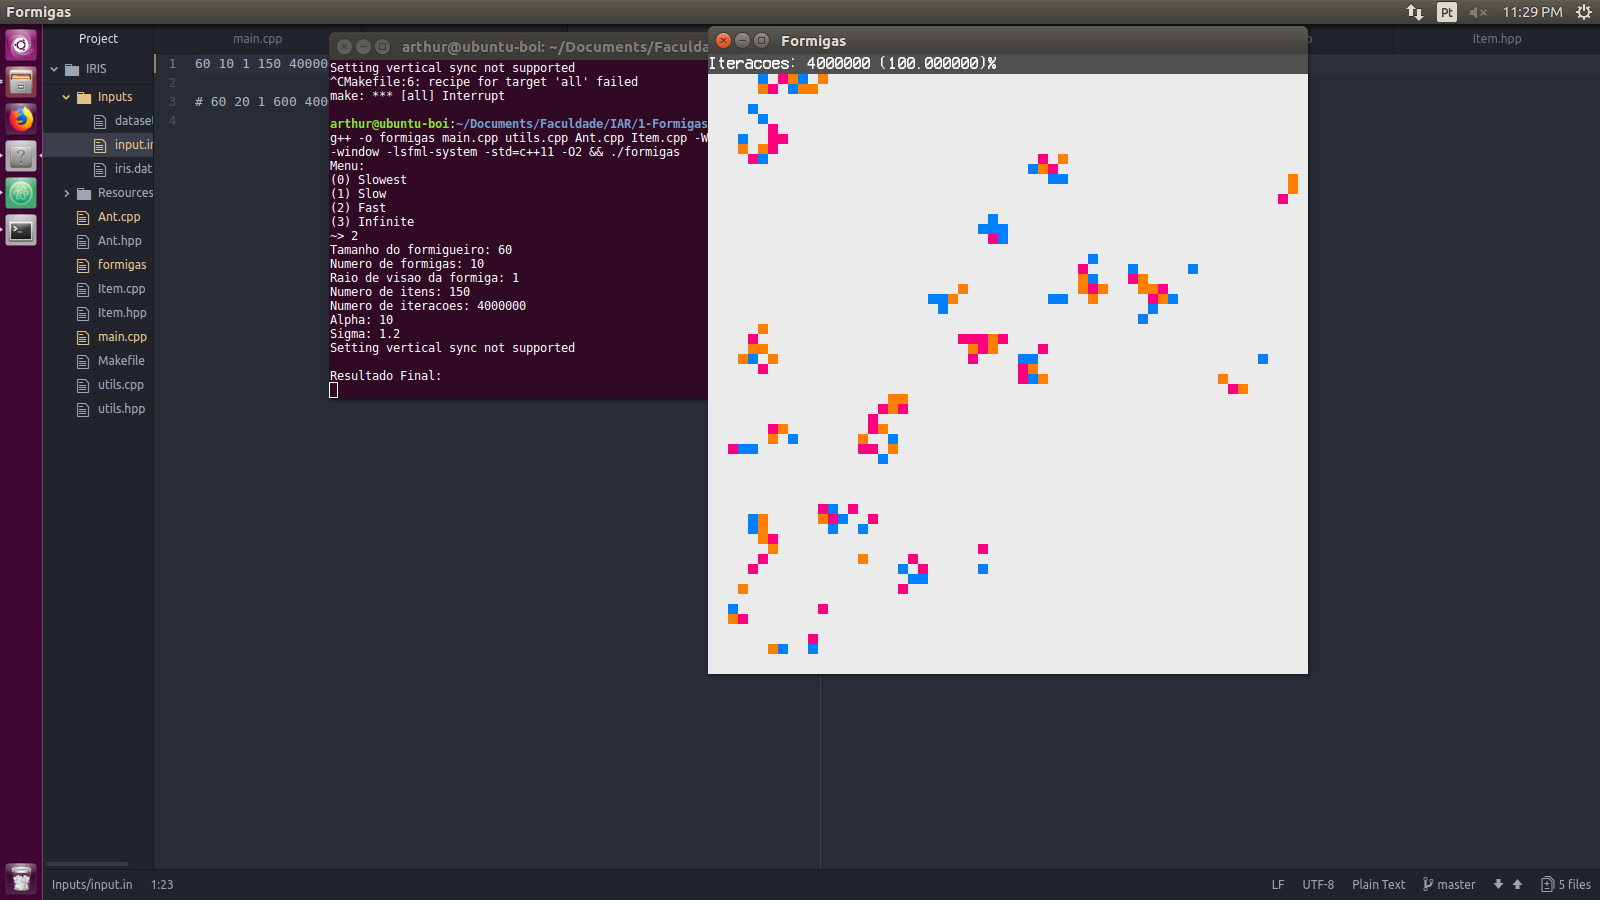 Formigas
Pt
11:29 PM
Project
IRIS
Inputs
datase
input.in
iris.dat
Resources
Ant.cpp
Ant.hpp
formigas
Item.cpp
Item.hpp
main.cpp
Makefile
utils.cpp
utils.hpp
main.cpp
Item.hpp
1 60 10 1 150 40000
2
3 # 60 20 1 600 400
4
arthur@ubuntu-boi: ~/Documents/Faculda
Setting vertical sync not supported
^CMakefile:6: recipe for target 'all' failed
make: *** [all] Interrupt
arthur@ubuntu-boi:~/Documents/Faculdade/IAR/1-Formigas
g++ -o formigas main.cpp utils.cpp Ant.cpp Item.cpp -W
-window -lsfml-system -std=c++11 -O2 && ./formigas
Menu:
(0) Slowest
(1) Slow
(2) Fast
(3) Infinite
~> 2
Tamanho do formigueiro: 60
Numero de formigas: 10
Raio de visao da formiga: 1
Numero de itens: 150
Numero de iteracoes: 4000000
Alpha: 10
Sigma: 1.2
Setting vertical sync not supported
Resultado Final:
Formigas
Iteracoes: 4000000 (100.000000)%
Inputs/input.in 1:23
LF UTF-8 Plain Text master 5 files